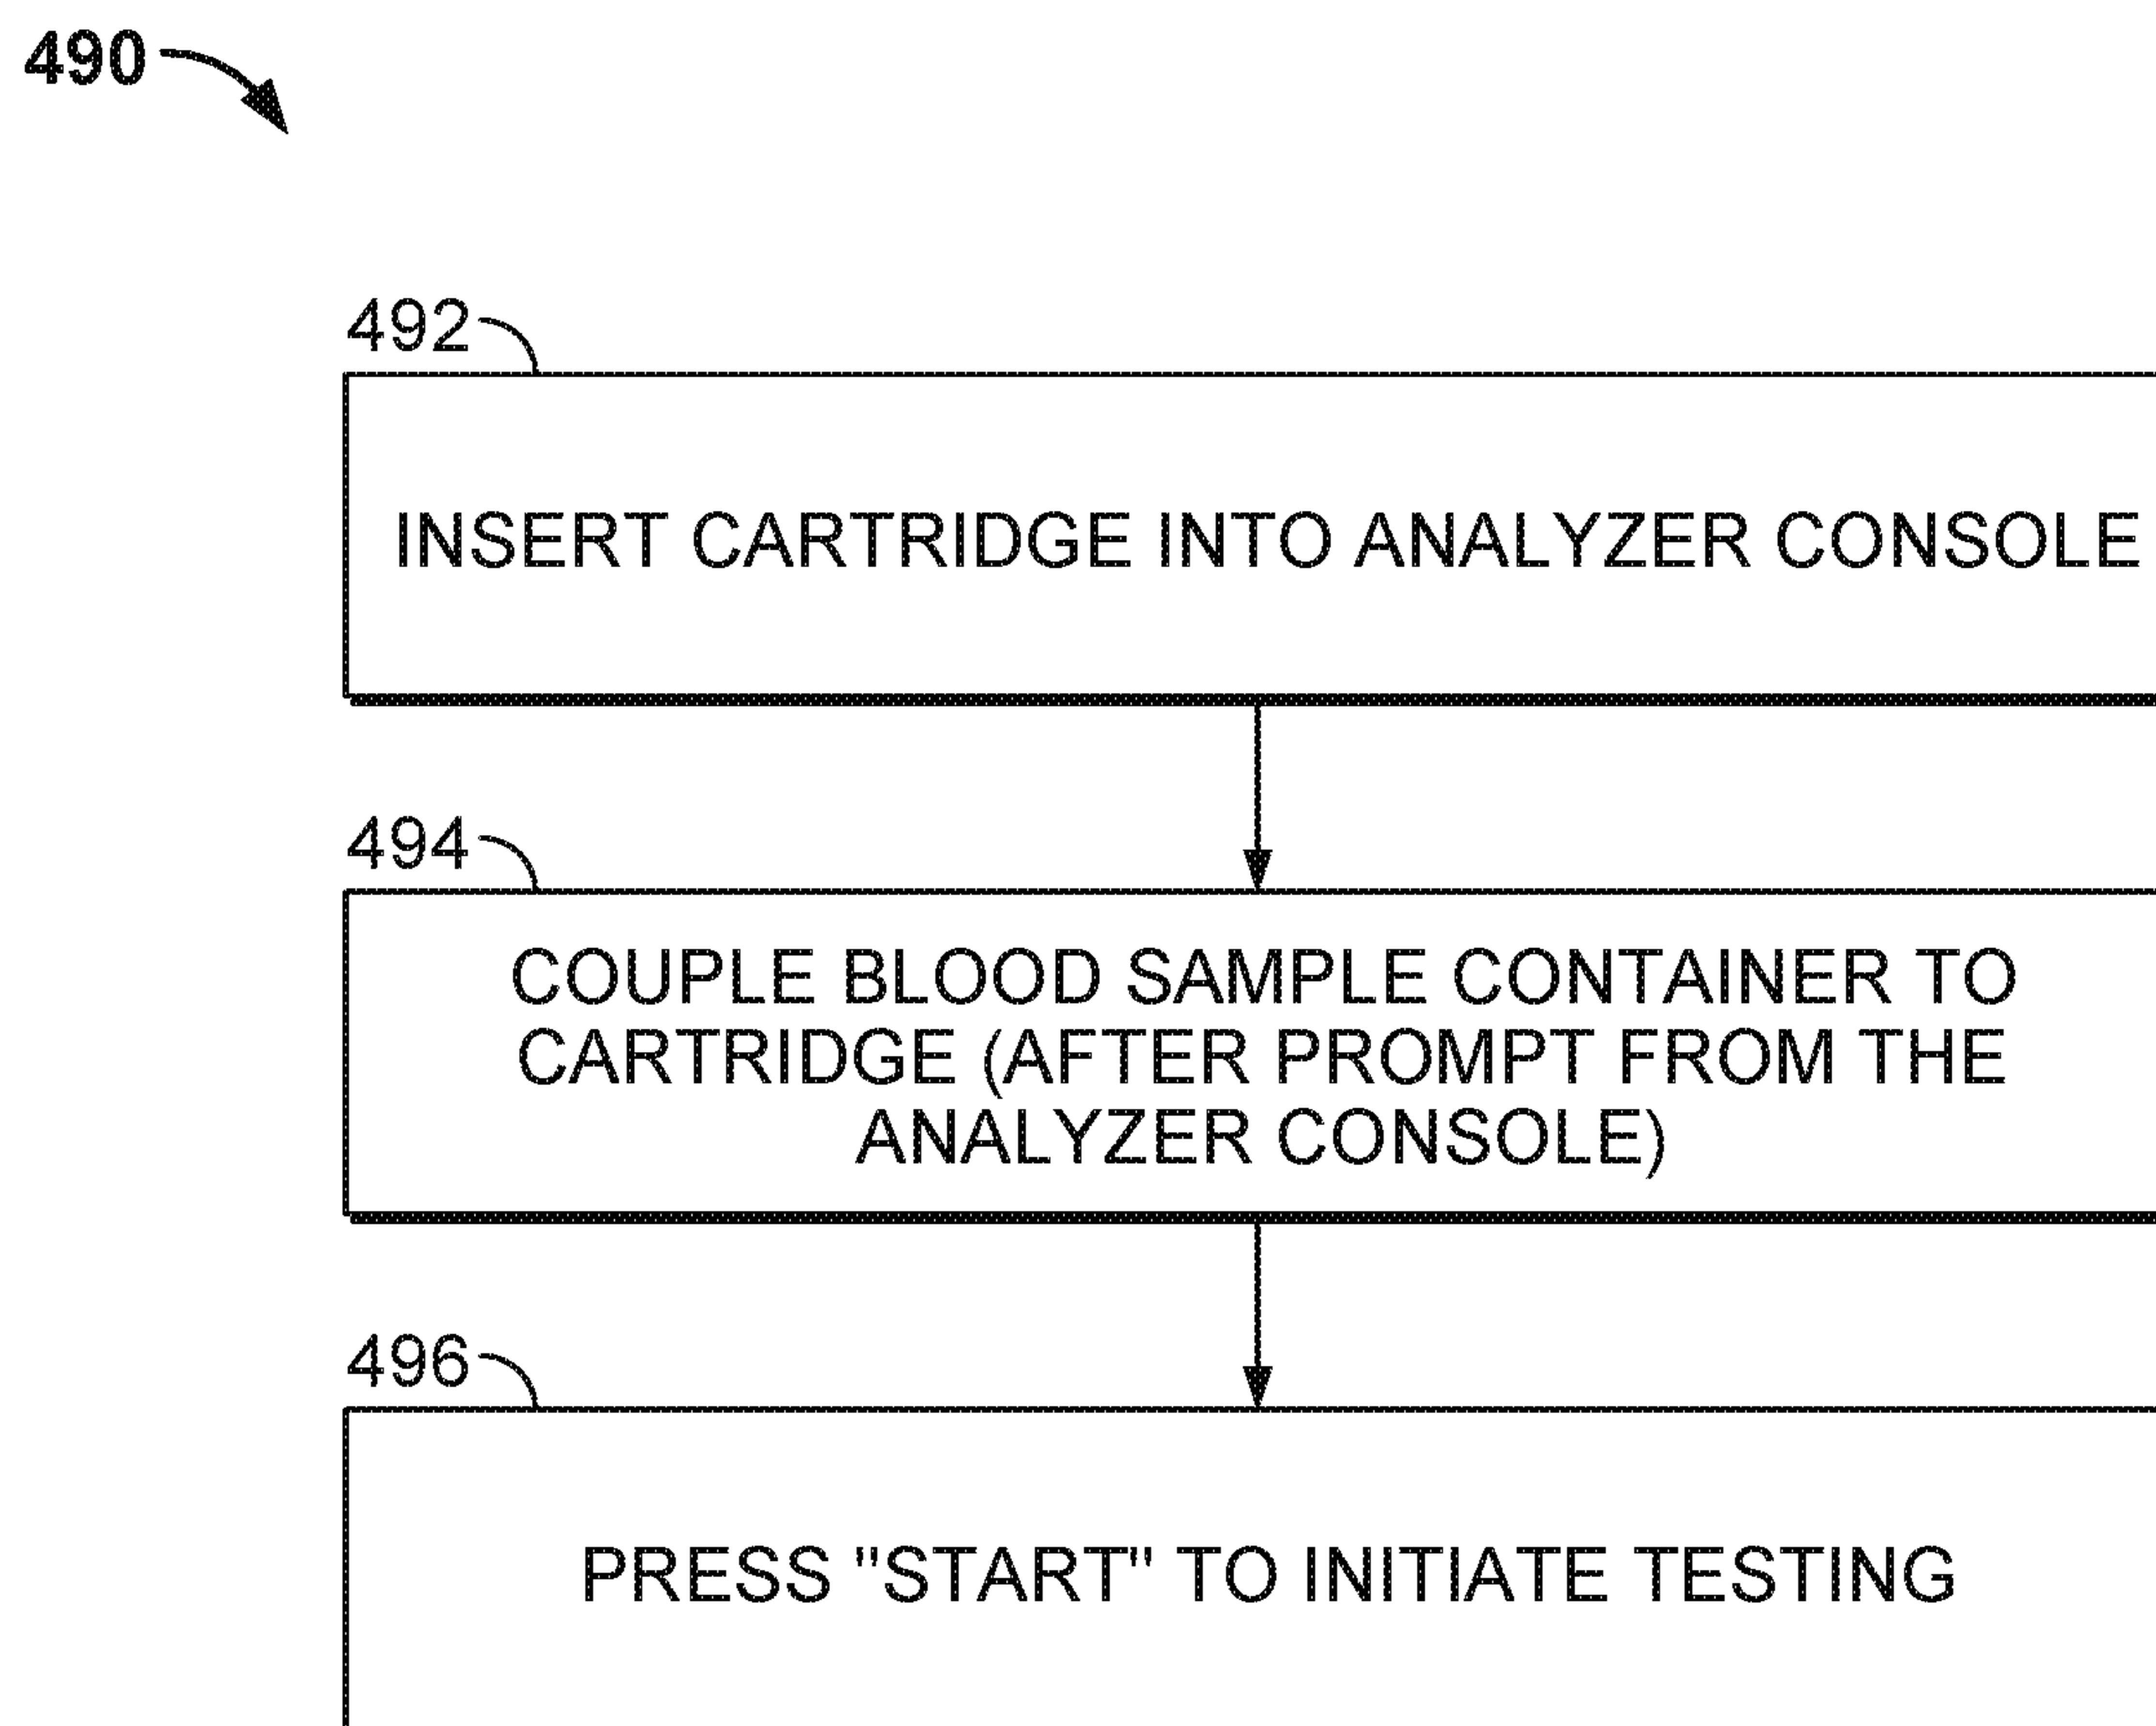 490
492
INSERT CARTRIDGE INTO ANALYZER CONSOLE
494
COUPLE BLOOD SAMPLE CONTAINER TO
CARTRIDGE (AFTER PROMPT FROM THE
ANALYZER CONSOLE)
496
PRESS "START" TO INITIATE TESTING